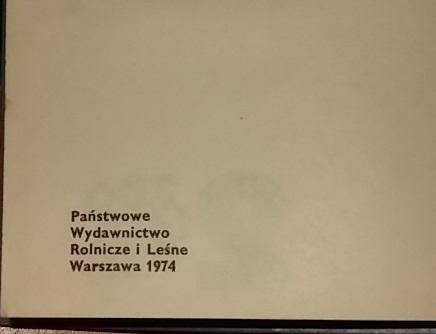 Państwowe
Wydawnictwo
Rolnicze i Leśne
Warszawa 1974